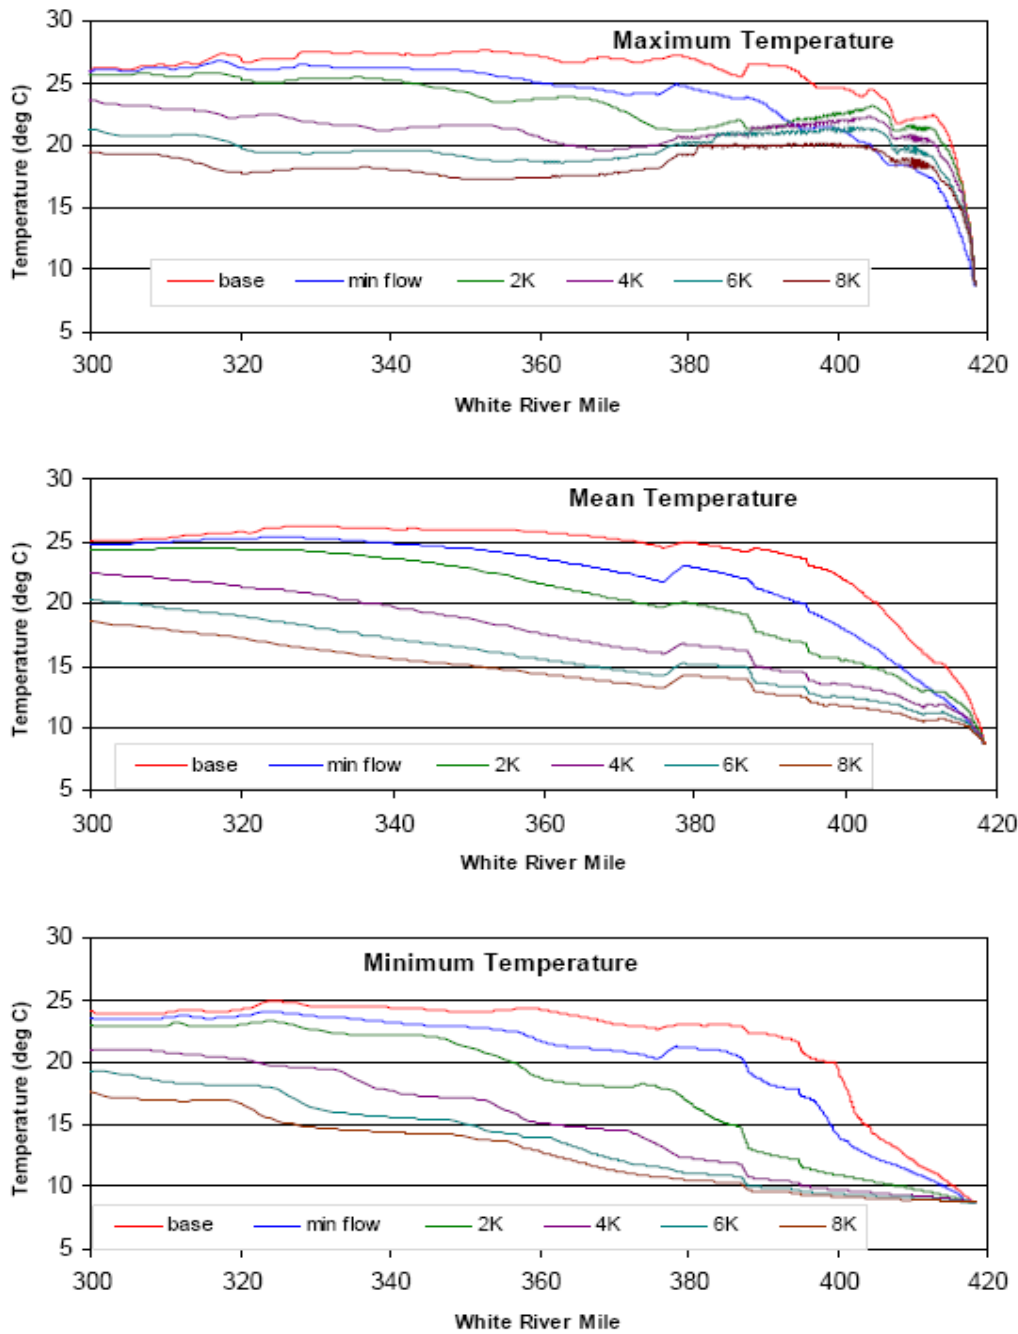 Maximum Temperature
30
25
20
15
10
5
Temperature (deg C)
base min flow 2K 4K 6K 8K
300 320 340 360 380 400 420
White River Mile
Mean Temperature
30
25
20
15
10
5
Temperature (deg C)
base min flow 2K 4K 6K 8K
300 320 340 360 380 400 420
White River Mile
Minimum Temperature
30
25
20
15
10
5
Temperature (deg C)
base min flow 2K 4K 6K 8K
300 320 340 360 380 400 420
White River Mile